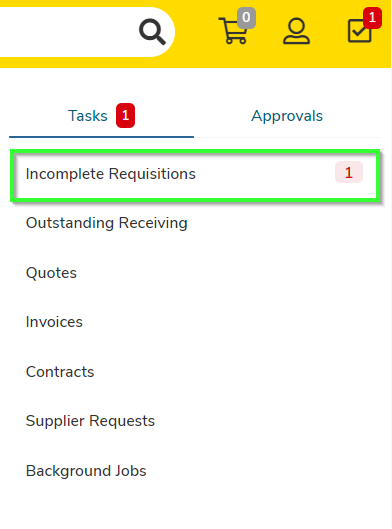 0
1
Tasks 1 Approvals
Incomplete Requisitions 1
Outstanding Receiving
Quotes
Invoices
Contracts
Supplier Requests
Background Jobs